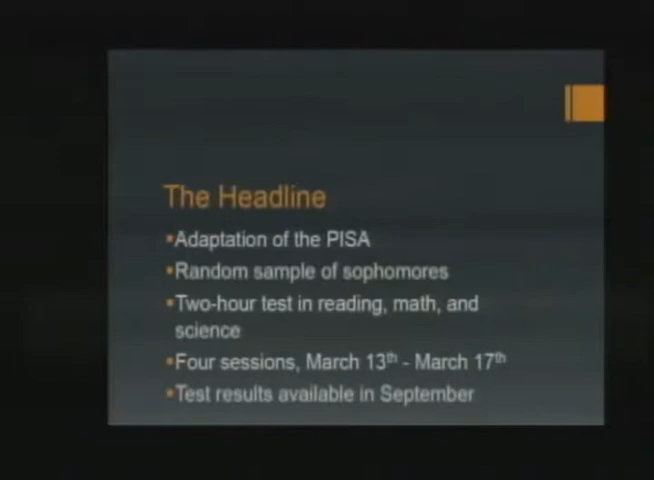 The Headline
▪Adaptation of the PISA
▪Random sample of sophomores
▪Two-hour test in reading, math, and
science
▪Four sessions, March 13th - March 17th
▪Test results available in September